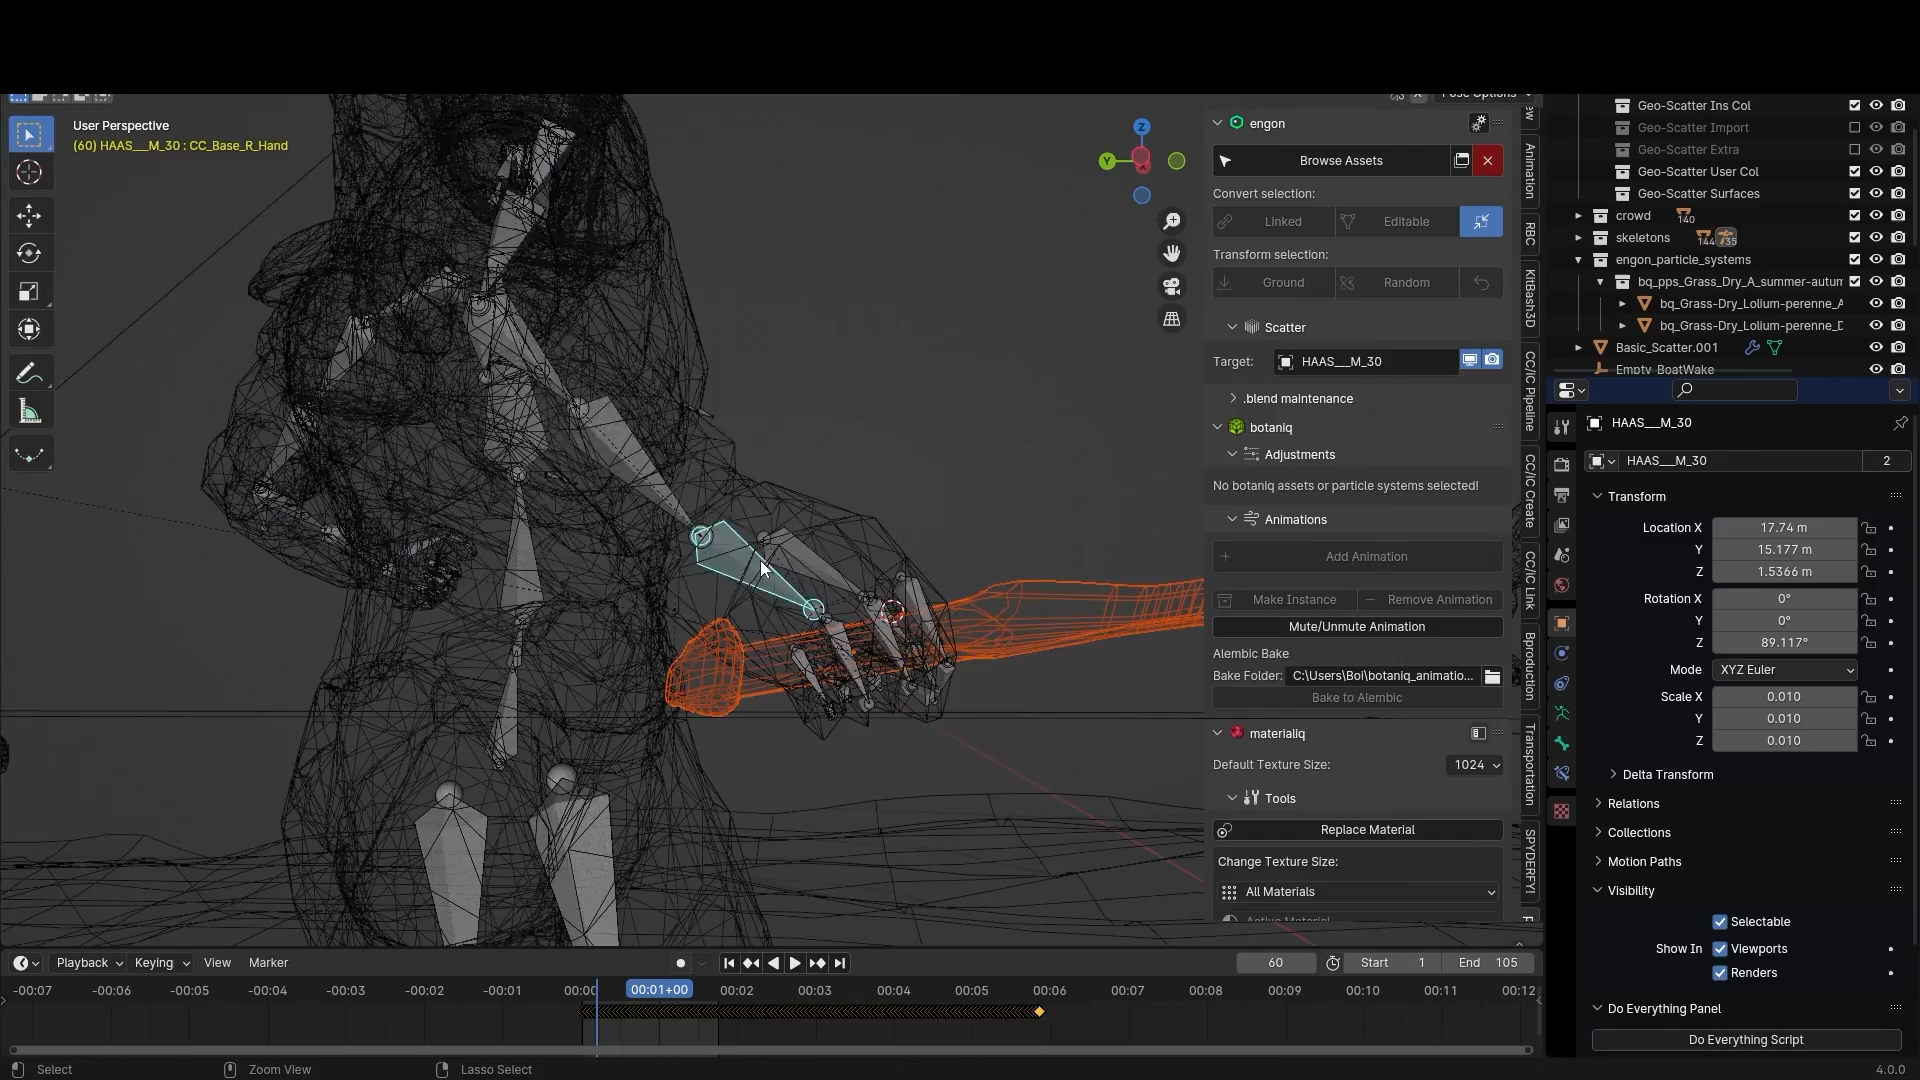 Pose Options
User Perspective
(60) HAAS__M_30 : CC_Base_R_Hand
Z
Y
engon
Browse Assets
Convert selection:
Linked
Editable
Transform selection:
Ground
Random
Scatter
Target:
HAAS__M_30
.blend maintenance
botaniq
Adjustments
No botaniq assets or particle systems selected!
Animations
Add Animation
Make Instance
Remove Animation
Mute/Unmute Animation
Alembic Bake
Bake Folder:
C:\Users\Boi\botaniq_animatio...
Bake to Alembic
materialiq
Default Texture Size:
1024
Tools
Replace Material
Change Texture Size:
All Materials
Active Material
Animation
RBC
KitBash3D
CC/iC Pipeline
CC/iC Create
CC/iC Link
Bproduction
Transportation
SPYDERFY!
Geo-Scatter Ins Col
Geo-Scatter Import
Geo-Scatter Extra
Geo-Scatter User Col
Geo-Scatter Surfaces
crowd
140
skeletons
144
35
engon_particle_systems
bq_pps_Grass_Dry_A_summer-autum
bq_Grass-Dry_Lolium-perenne_A
bq_Grass-Dry_Lolium-perenne_D
Basic_Scatter.001
Empty_BoatWake
HAAS__M_30
HAAS__M_30
2
Transform
Location X
17.74 m
Y
15.177 m
Z
1.5366 m
Rotation X
0°
Y
0°
Z
89.117°
Mode
XYZ Euler
Scale X
0.010
Y
0.010
Z
0.010
Delta Transform
Relations
Collections
Motion Paths
Visibility
Selectable
Show In
Viewports
Renders
Do Everything Panel
Do Everything Script
Playback
Keying
View
Marker
60
Start
1
End
105
-00:07
-00:06
-00:05
-00:04
-00:03
-00:02
-00:01
00:00
00:01+00
00:02
00:03
00:04
00:05
00:06
00:07
00:08
00:09
00:10
00:11
00:12
Select
Zoom View
Lasso Select
4.0.0